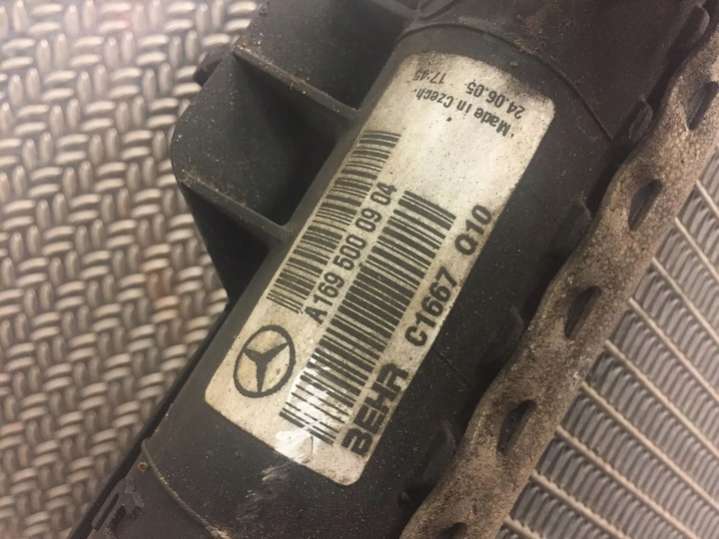 A169 500 09 04
BEHR C1667 Q10
Made in Czech.
24.06.05. 17:45